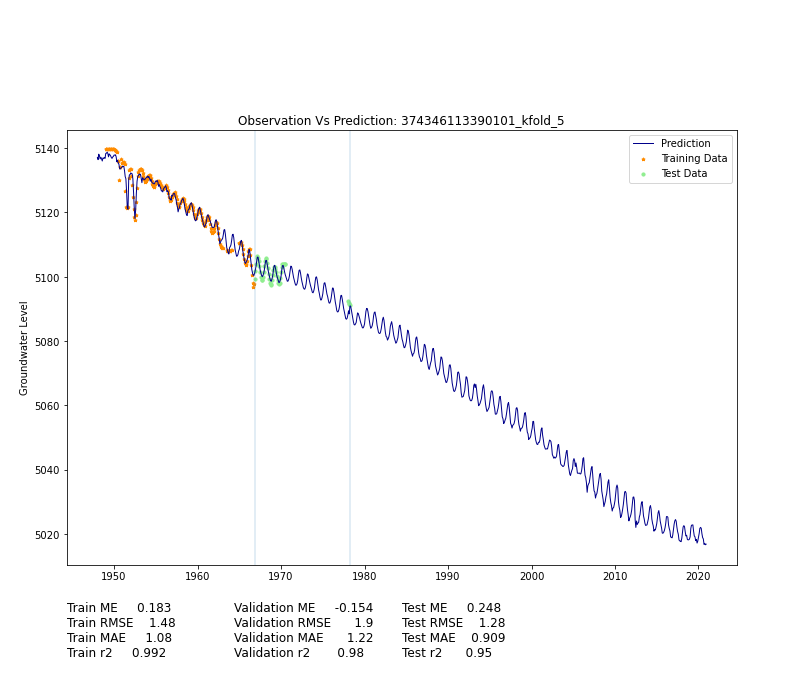 Observation Vs Prediction: 374346113390101_kfold_5
Prediction
Training Data
Test Data
Groundwater Level
5140
5120
5100
5080
5060
5040
5020
1950 1960 1970 1980 1990 2000 2010 2020
Train ME 0.183 Validation ME -0.154 Test ME 0.248
Train RMSE 1.48 Validation RMSE 1.9 Test RMSE 1.28
Train MAE 1.08 Validation MAE 1.22 Test MAE 0.909
Train r2 0.992 Validation r2 0.98 Test r2 0.95